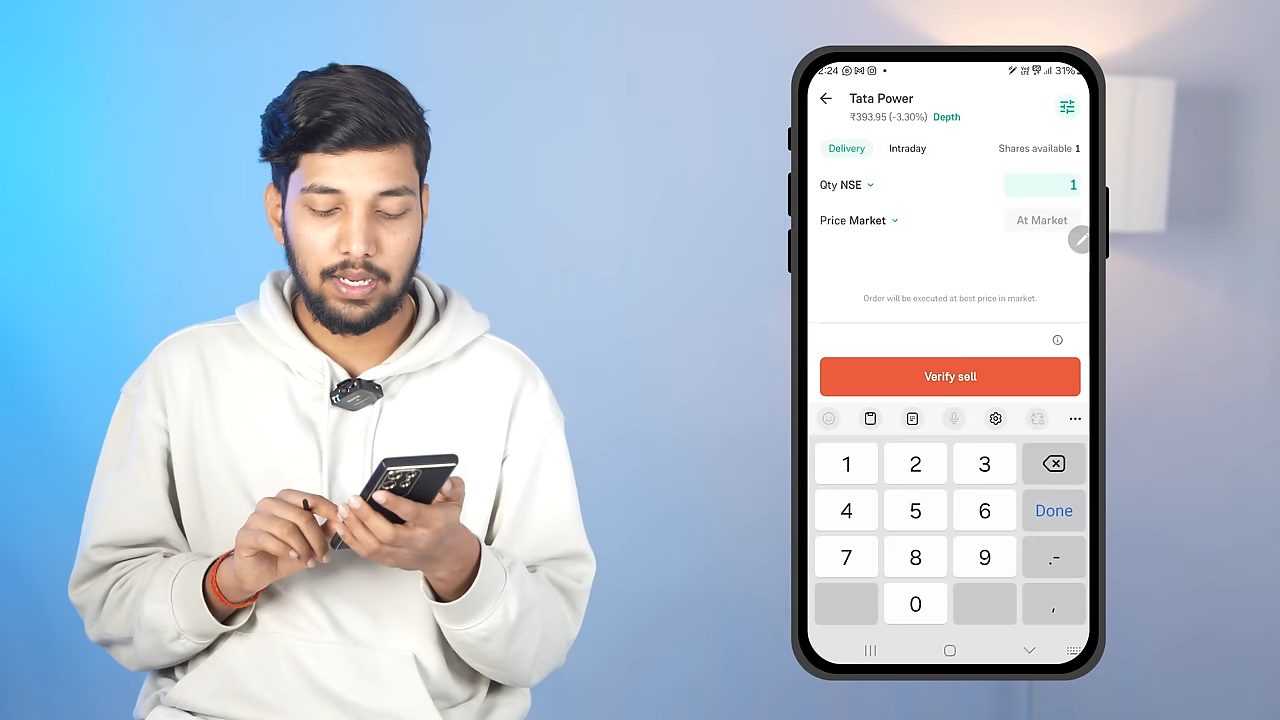 2:24 31%
Tata Power
₹393.95 (-3.30%) Depth
Delivery Intraday Shares available 1
Qty NSE 1
Price Market At Market
Order will be executed at best price in market.
Verify sell
1 2 3
4 5 6 Done
7 8 9 .-
0 ,